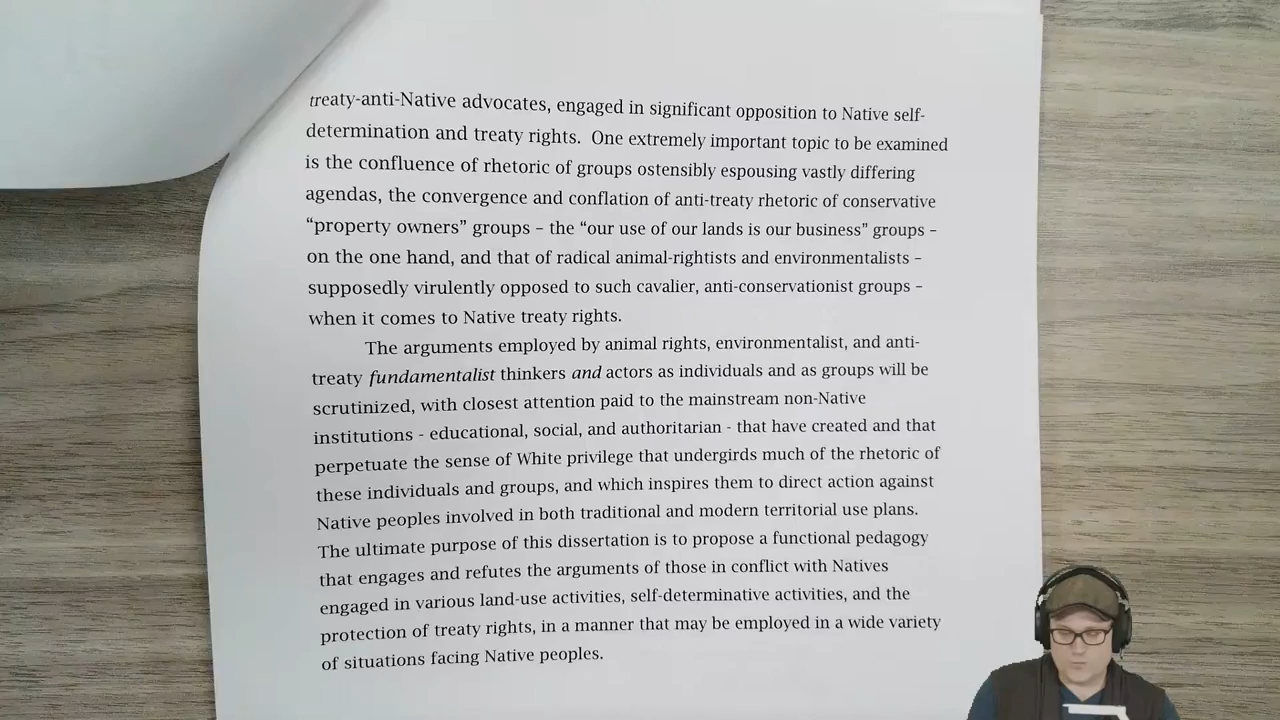 treaty-anti-Native advocates, engaged in significant opposition to Native self-
determination and treaty rights.  One extremely important topic to be examined
is the confluence of rhetoric of groups ostensibly espousing vastly differing
agendas, the convergence and conflation of anti-treaty rhetoric of conservative
“property owners” groups – the “our use of our lands is our business” groups –
on the one hand, and that of radical animal-rightists and environmentalists –
supposedly virulently opposed to such cavalier, anti-conservationist groups –
when it comes to Native treaty rights.
The arguments employed by animal rights, environmentalist, and anti-
treaty fundamentalist thinkers and actors as individuals and as groups will be
scrutinized, with closest attention paid to the mainstream non-Native
institutions - educational, social, and authoritarian - that have created and that
perpetuate the sense of White privilege that undergirds much of the rhetoric of
these individuals and groups, and which inspires them to direct action against
Native peoples involved in both traditional and modern territorial use plans.
The ultimate purpose of this dissertation is to propose a functional pedagogy
that engages and refutes the arguments of those in conflict with Natives
engaged in various land-use activities, self-determinative activities, and the
protection of treaty rights, in a manner that may be employed in a wide variety
of situations facing Native peoples.